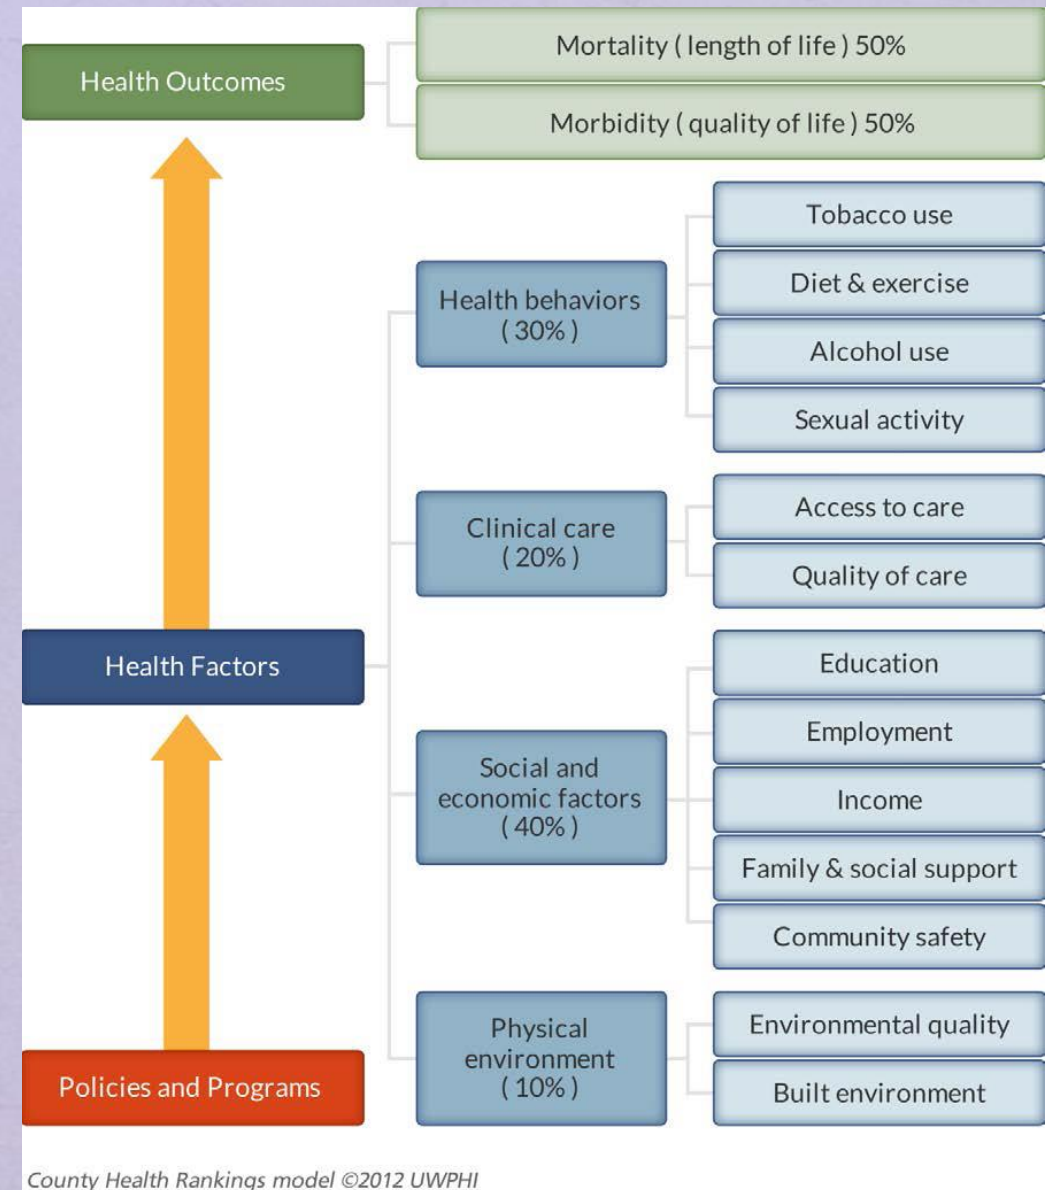 Health Outcomes
Mortality ( length of life ) 50%
Morbidity ( quality of life ) 50%
Health behaviors
( 30% )
Tobacco use
Diet & exercise
Alcohol use
Sexual activity
Clinical care
( 20% )
Access to care
Quality of care
Health Factors
Social and
economic factors
( 40% )
Education
Employment
Income
Family & social support
Community safety
Physical
environment
( 10% )
Environmental quality
Built environment
Policies and Programs
County Health Rankings model ©2012 UWPHI